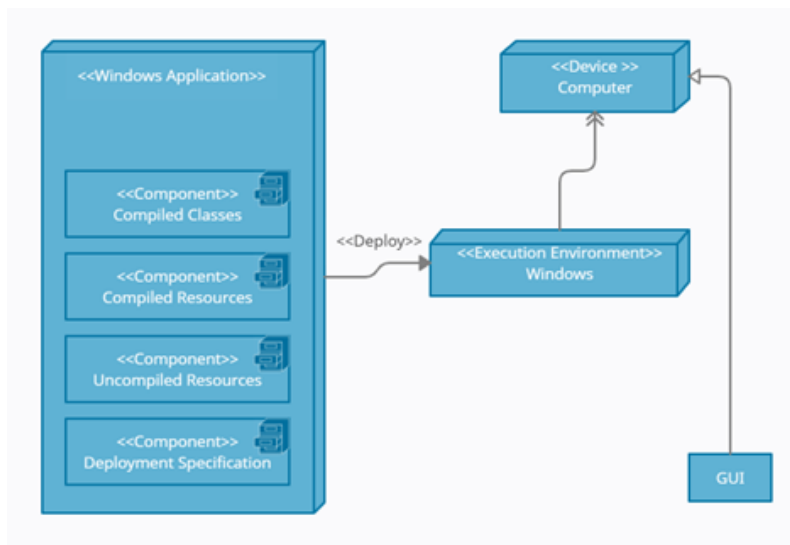 <<Windows Application>>
<<Component>>
Compiled Classes
<<Component>>
Compiled Resources
<<Component>>
Uncompiled Resources
<<Component>>
Deployment Specification
<<Deploy>>
<<Device >>
Computer
<<Execution Environment>>
Windows
GUI